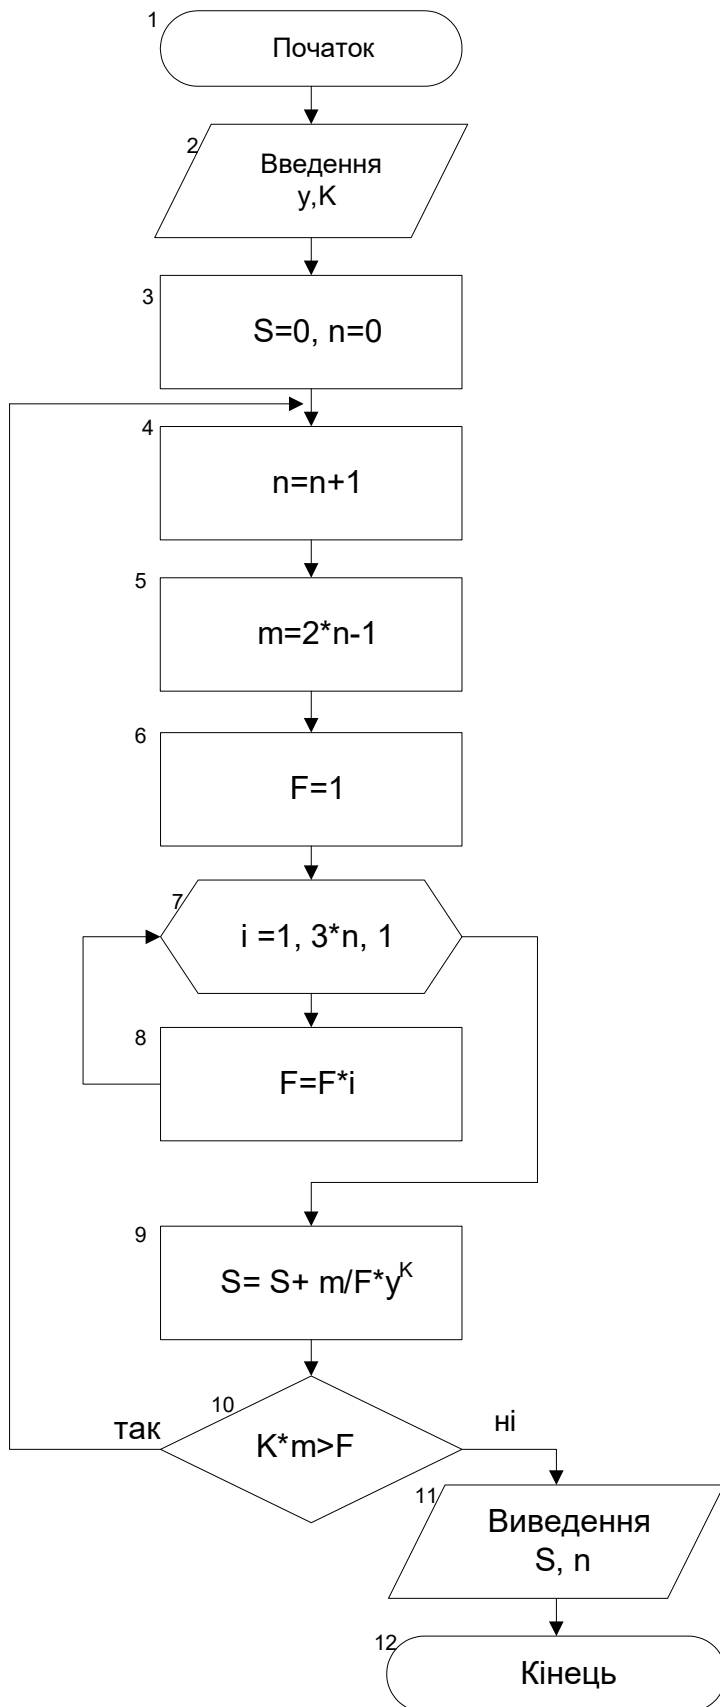 1
Початок
2
Введення
y,K
3
S=0, n=0
4
n=n+1
5
m=2*n-1
6
F=1
7
i =1, 3*n, 1
8
F=F*i
9
S= S+ m/F*y^K
10
так
K*m>F
ні
11
Виведення
S, n
12
Кінець